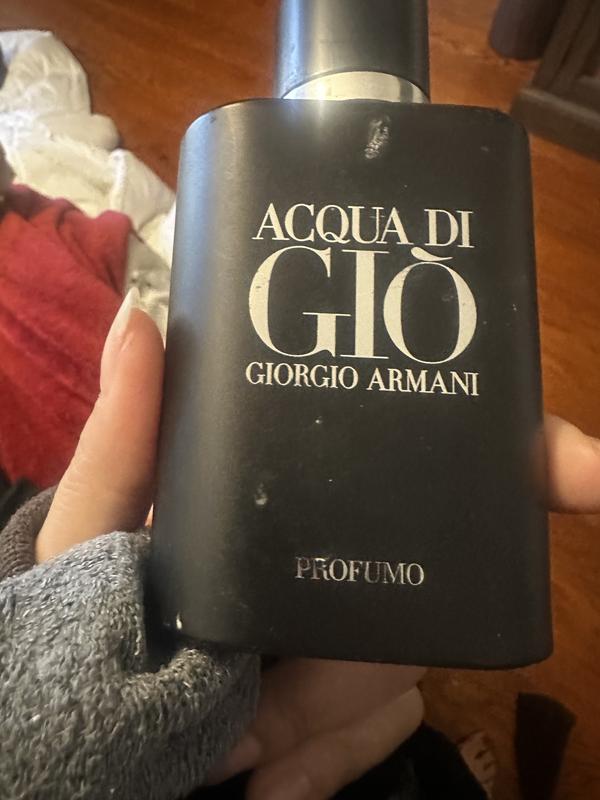 ACQUA DI
GIÒ
GIORGIO ARMANI
PROFUMO